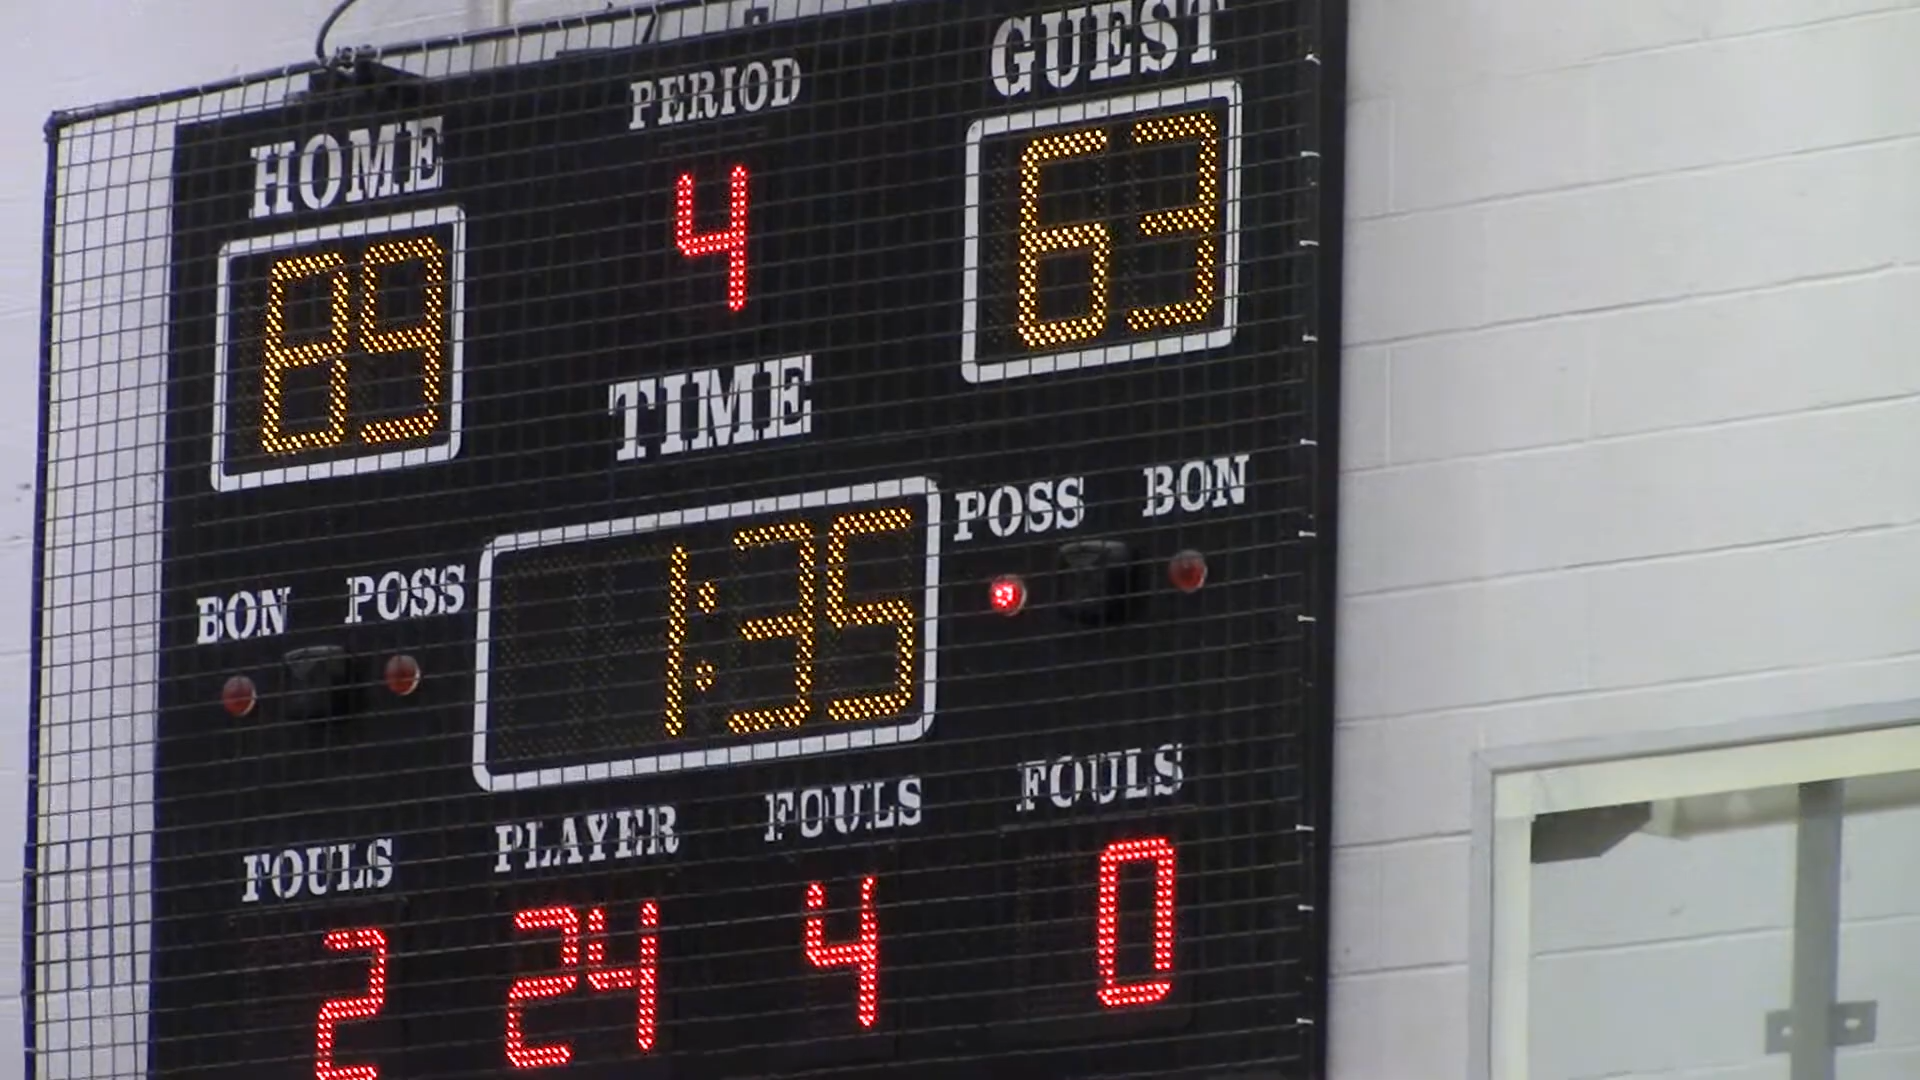 HOME PERIOD GUEST
89 4 63
TIME
BON POSS 1:35 POSS BON
FOULS PLAYER FOULS FOULS
2 24 4 0